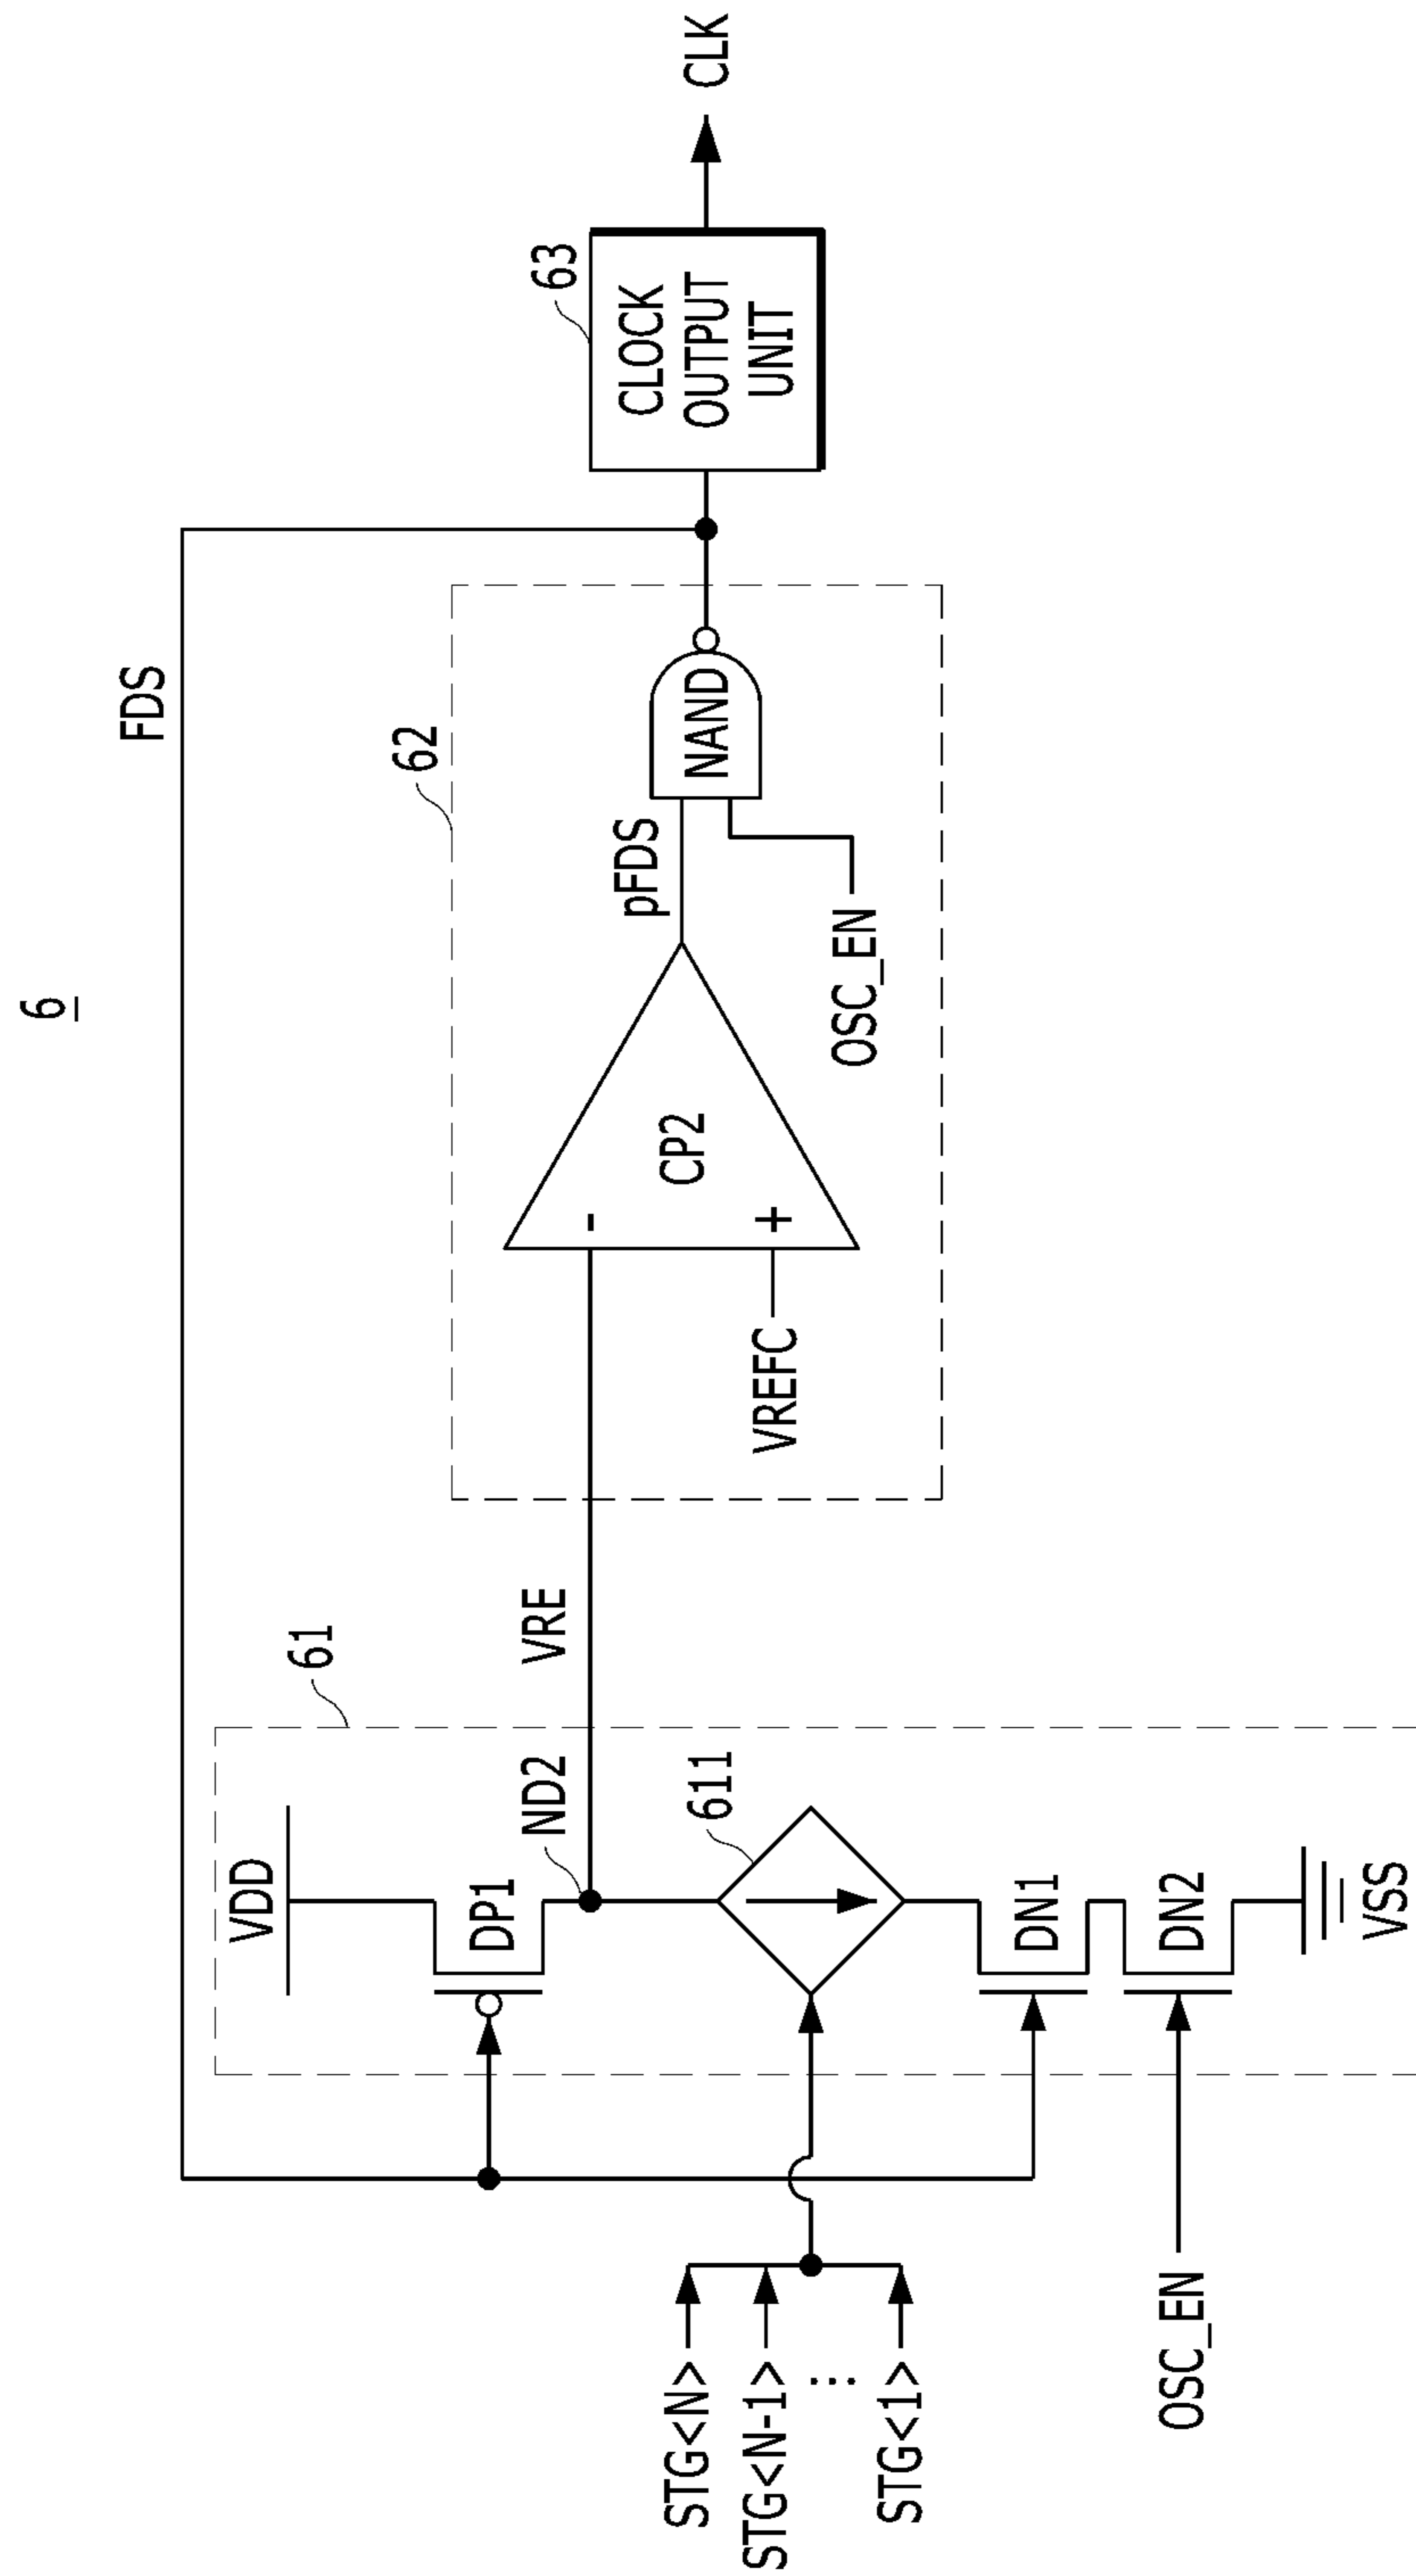 6
FDS
62
61
VDD
DP1
ND2
VRE
611
DN1
DN2
VSS
STG<N>
STG<N-1>
⋮
STG<1>
OSC_EN
-
+
CP2
VREFC
pFDS
OSC_EN
NAND
63
CLOCK
OUTPUT
UNIT
CLK